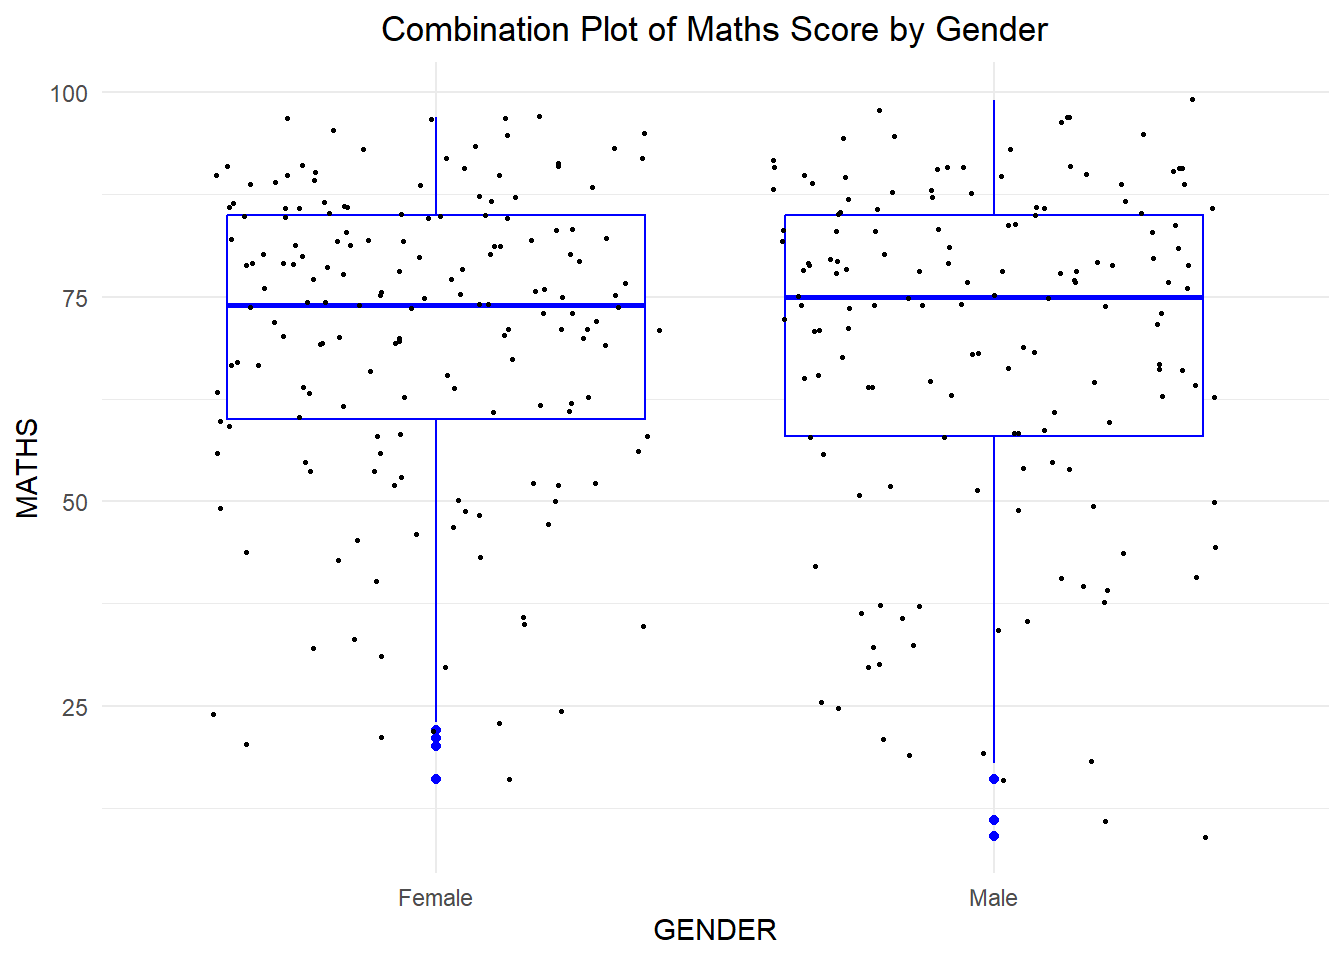 Combination Plot of Maths Score by Gender
100
75
50
25
MATHS
Female
Male
GENDER